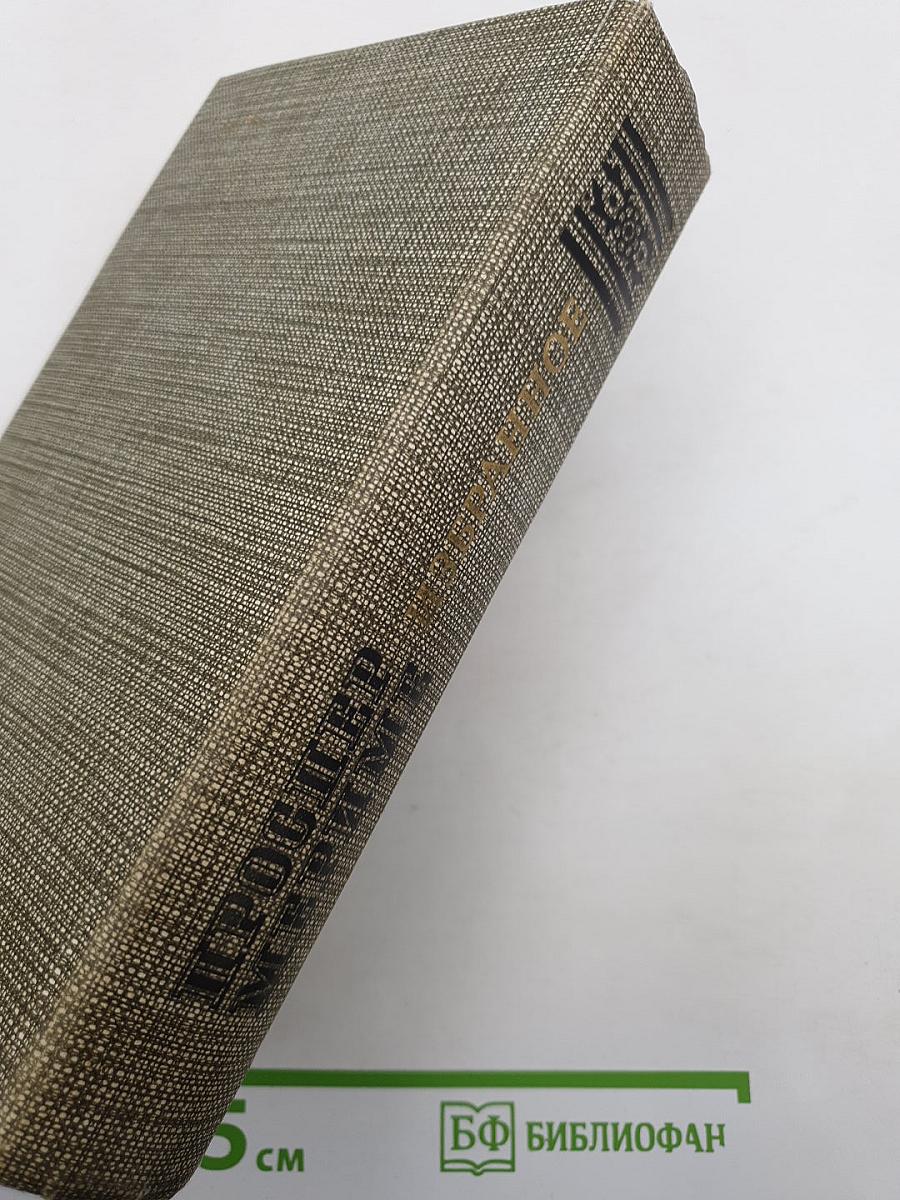 ПРОСПЕР
МЕРИМЕ
ИЗБРАННОЕ
5 см
БФ БИБЛИОФАН